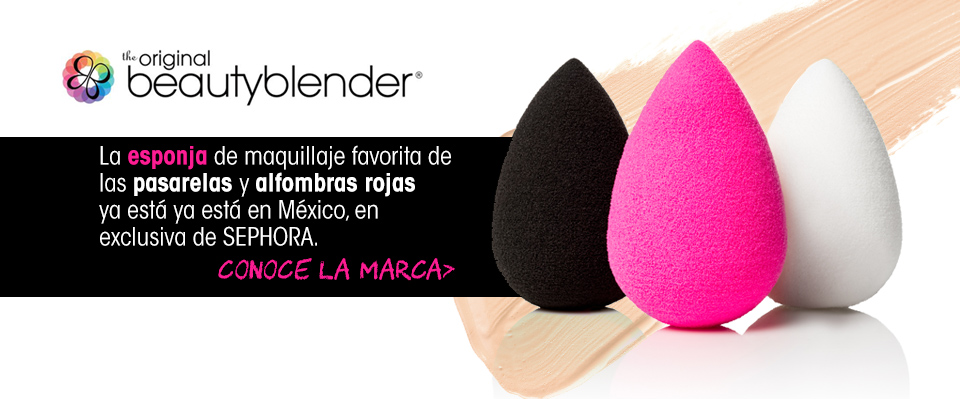 the original
beautyblender®
La esponja de maquillaje favorita de
las pasarelas y alfombras rojas
ya está ya está en México, en
exclusiva de SEPHORA.
CONOCE LA MARCA>